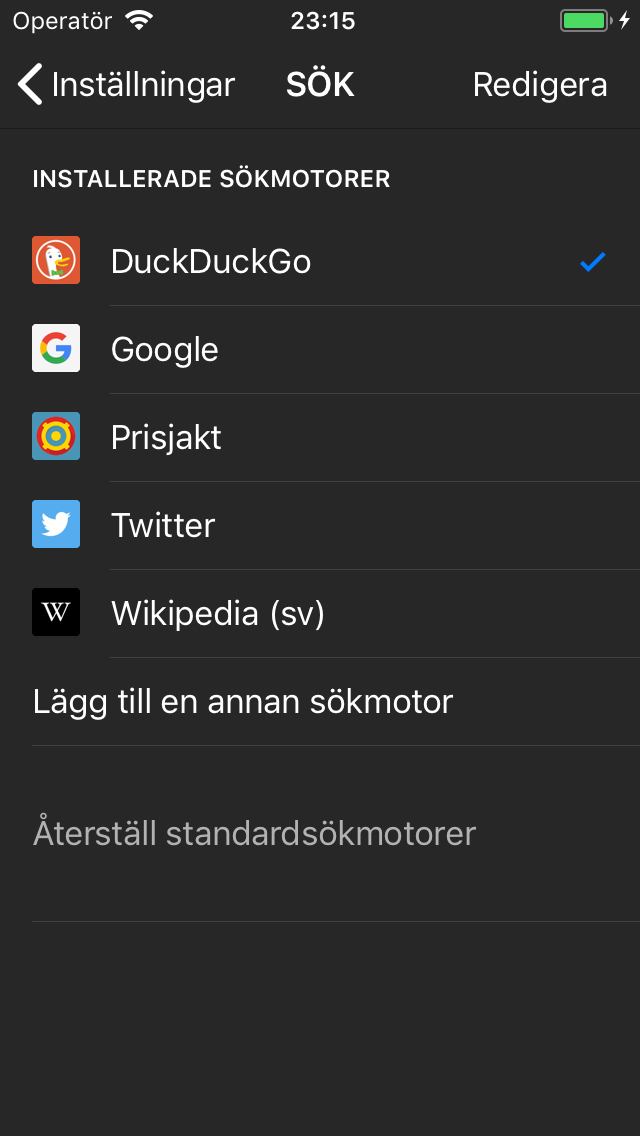 Operatör 23:15
Inställningar SÖK Redigera
INSTALLERADE SÖKMOTORER
DuckDuckGo
Google
Prisjakt
Twitter
W Wikipedia (sv)
Lägg till en annan sökmotor
Återställ standardsökmotorer